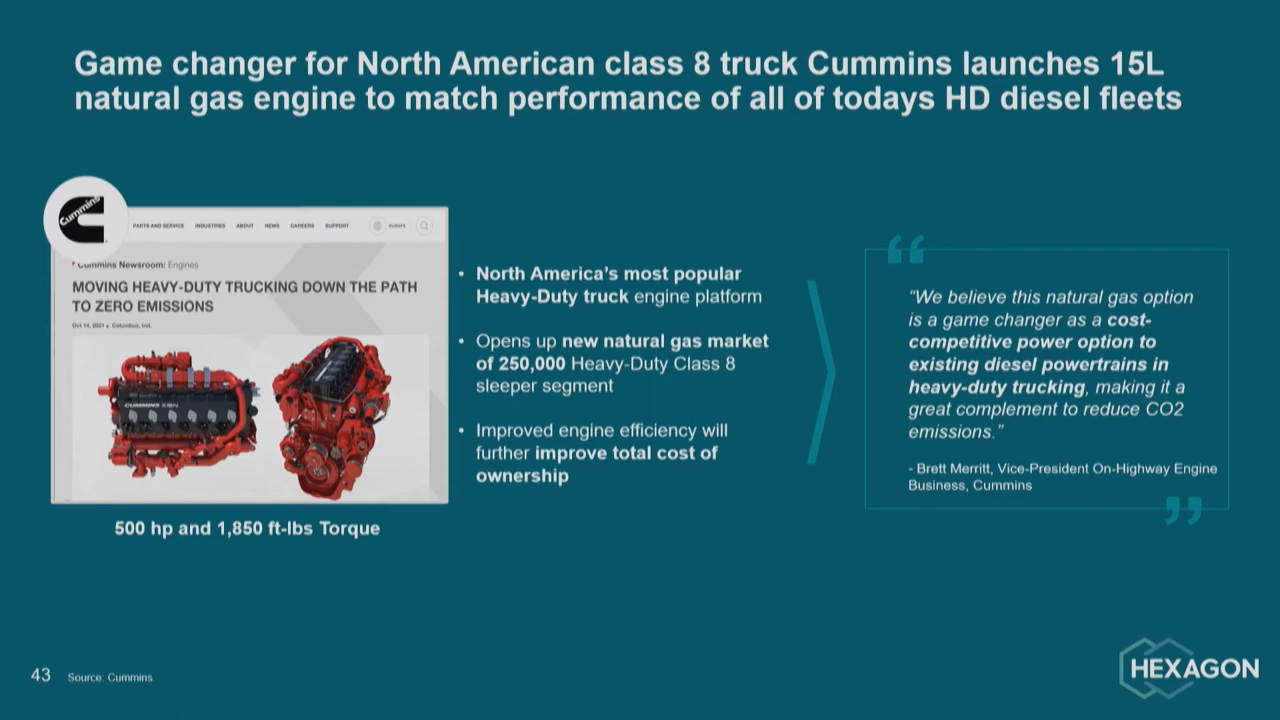 Game changer for North American class 8 truck Cummins launches 15L
natural gas engine to match performance of all of todays HD diesel fleets
Cummins
PARTS AND SERVICE INDUSTRIES ABOUT NEWS CAREERS SUPPORT EUROPE
Cummins Newsroom: Engines
MOVING HEAVY-DUTY TRUCKING DOWN THE PATH
TO ZERO EMISSIONS
Oct 14, 2021 • Columbus, Ind.
CUMMINS X15N
500 hp and 1,850 ft-lbs Torque
• North America’s most popular
Heavy-Duty truck engine platform
• Opens up new natural gas market
of 250,000 Heavy-Duty Class 8
sleeper segment
• Improved engine efficiency will
further improve total cost of
ownership
“We believe this natural gas option
is a game changer as a cost-
competitive power option to
existing diesel powertrains in
heavy-duty trucking, making it a
great complement to reduce CO2
emissions.”
- Brett Merritt, Vice-President On-Highway Engine
Business, Cummins
43 Source: Cummins
HEXAGON